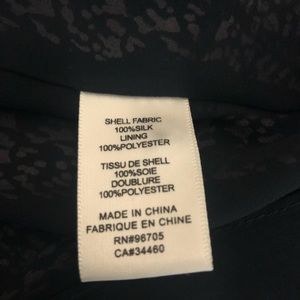 SHELL FABRIC
100%SILK
LINING
100%POLYESTER
TISSU DE SHELL
100%SOIE
DOUBLURE
100%POLYESTER
MADE IN CHINA
FABRIQUE EN CHINE
RN#96705
CA#34460